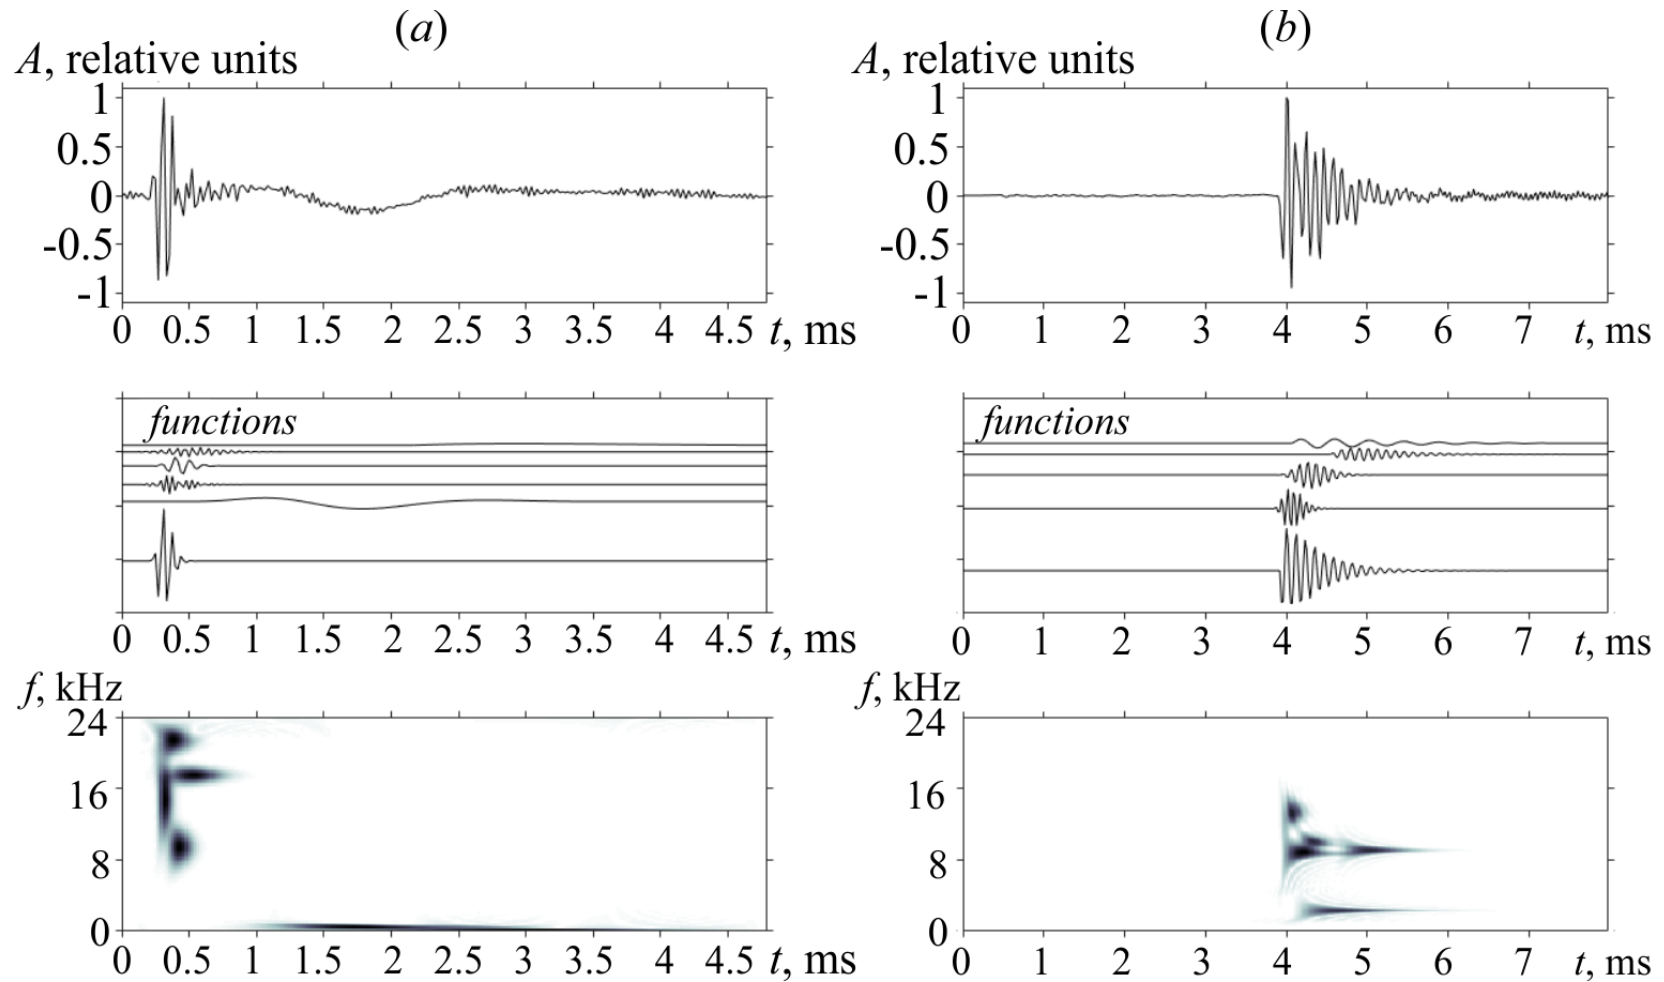 (a)
A, relative units
1
0.5
0
-0.5
-1
0 0.5 1 1.5 2 2.5 3 3.5 4 4.5 t, ms
functions
0 0.5 1 1.5 2 2.5 3 3.5 4 4.5 t, ms
f, kHz
24
16
8
0
0 0.5 1 1.5 2 2.5 3 3.5 4 4.5 t, ms
(b)
A, relative units
1
0.5
0
-0.5
-1
0 1 2 3 4 5 6 7 t, ms
functions
0 1 2 3 4 5 6 7 t, ms
f, kHz
24
16
8
0
0 1 2 3 4 5 6 7 t, ms